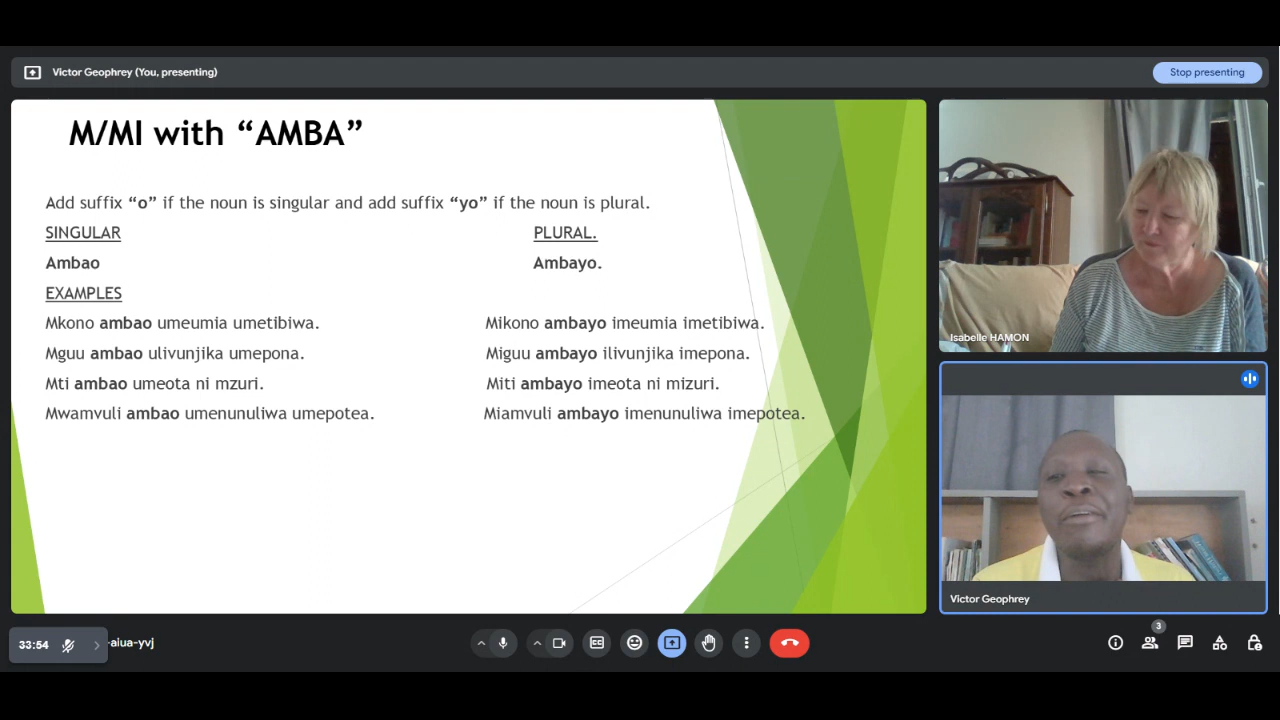 Victor Geophrey (You, presenting)
Stop presenting
M/MI with “AMBA”
Add suffix “o” if the noun is singular and add suffix “yo” if the noun is plural.
SINGULAR PLURAL.
Ambao Ambayo.
EXAMPLES
Mkono ambao umeumia umetibiwa. Mikono ambayo imeumia imetibiwa.
Mguu ambao ulivunjika umepona. Miguu ambayo ilivunjika imepona.
Mti ambao umeota ni mzuri. Miti ambayo imeota ni mizuri.
Mwamvuli ambao umenunuliwa umepotea. Miamvuli ambayo imenunuliwa imepotea.
Isabelle HAMON
Victor Geophrey
33:54
-aiua-yvj
3